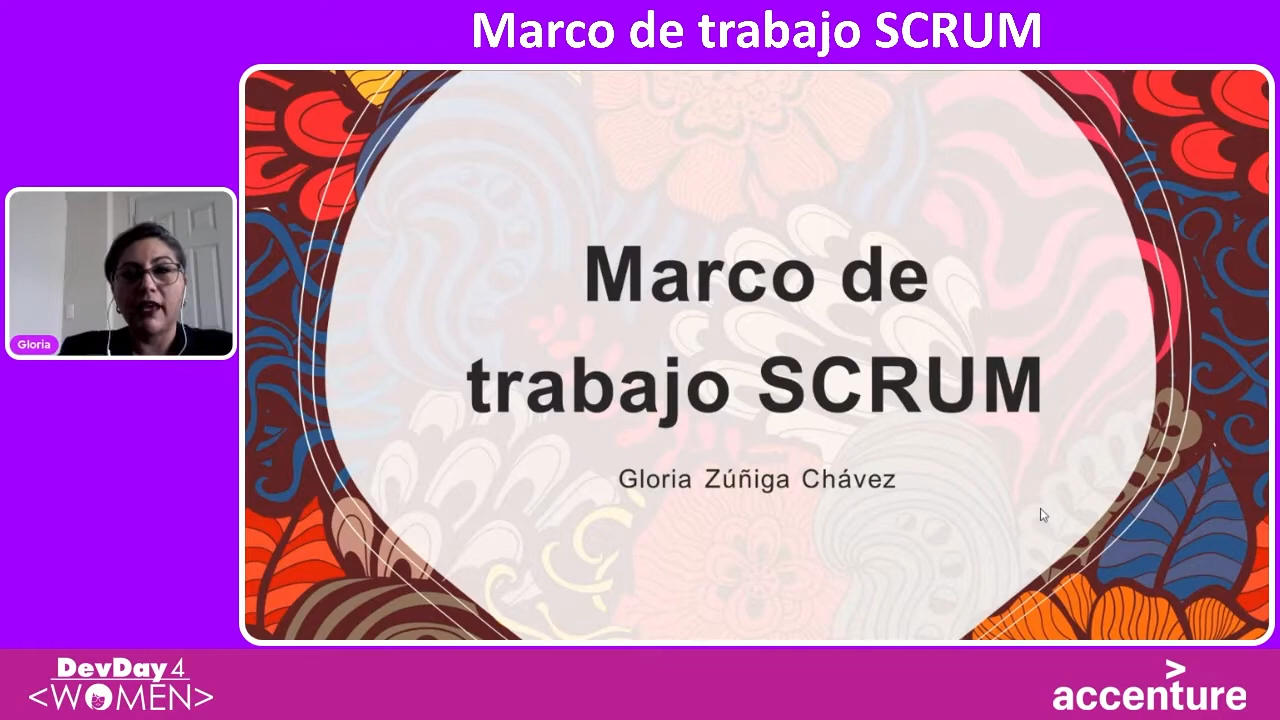 Marco de trabajo SCRUM
Marco de
trabajo SCRUM
Gloria Zúñiga Chávez
Gloria
DevDay4
<WOMEN>
>
accenture